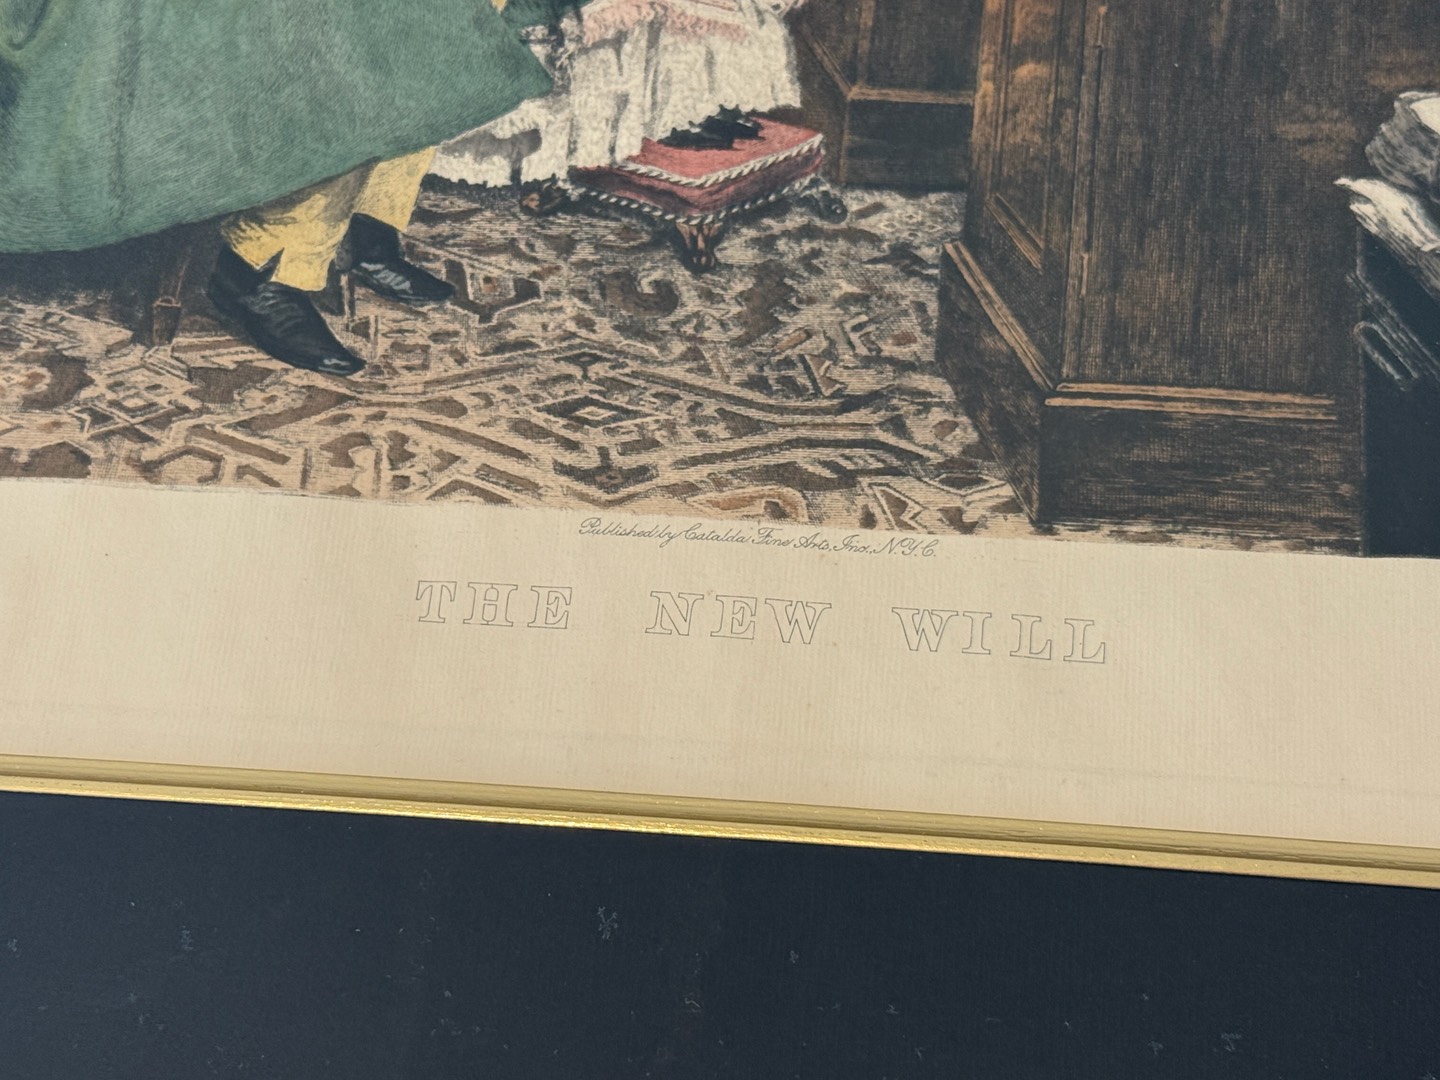 Published by Catalda Fine Arts, Inc., N.Y.C.
THE NEW WILL